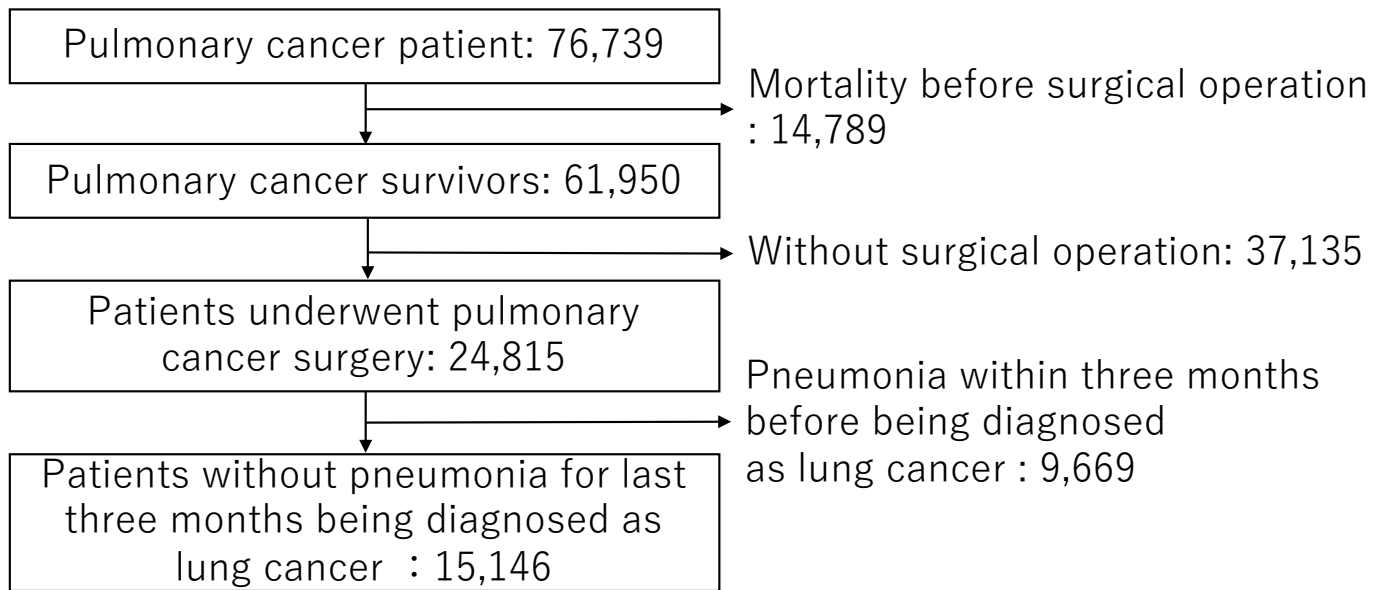 Pulmonary cancer patient: 76,739
Mortality before surgical operation
: 14,789
Pulmonary cancer survivors: 61,950
Without surgical operation: 37,135
Patients underwent pulmonary
cancer surgery: 24,815
Pneumonia within three months
before being diagnosed
as lung cancer : 9,669
Patients without pneumonia for last
three months being diagnosed as
lung cancer ：15,146